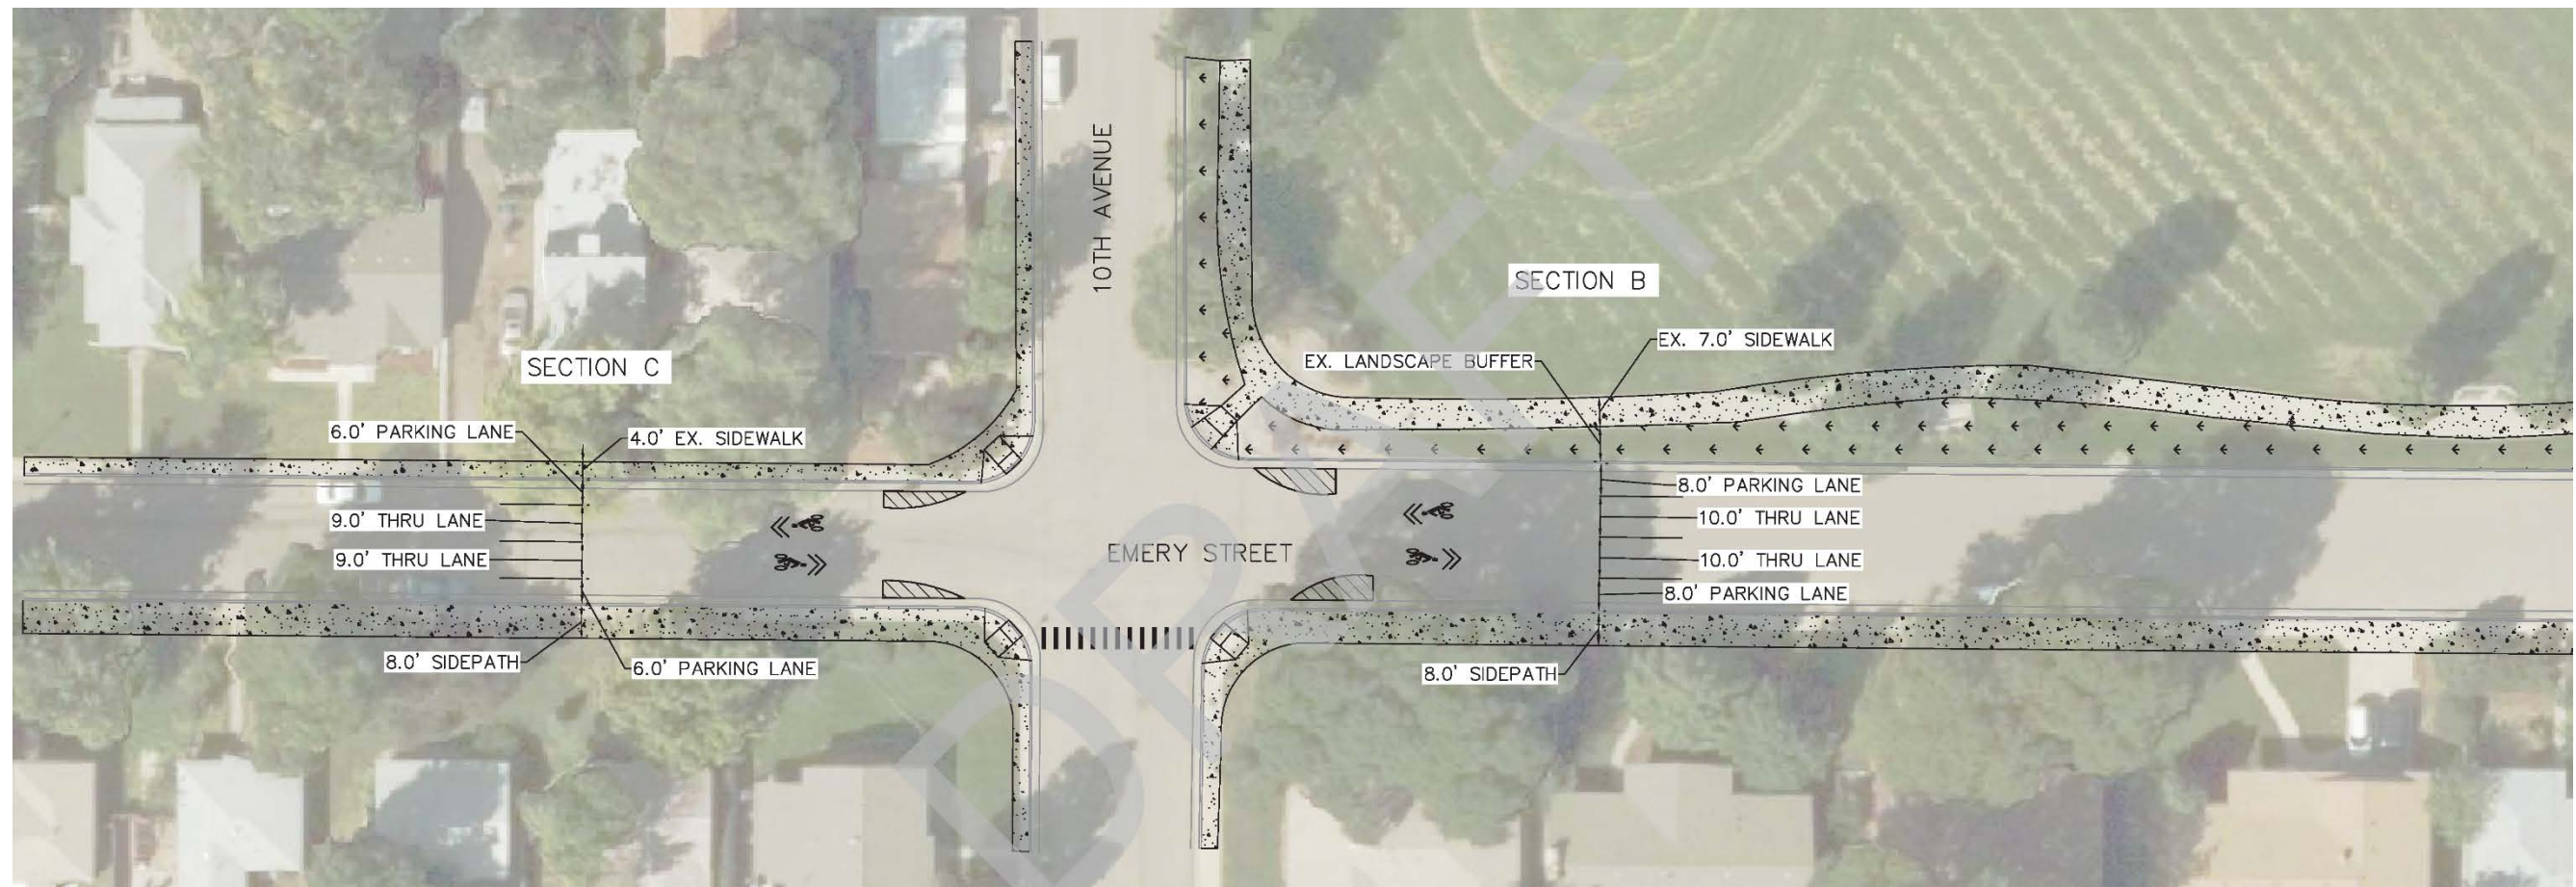 10TH AVENUE
SECTION B
EX. 7.0' SIDEWALK
EX. LANDSCAPE BUFFER
SECTION C
6.0' PARKING LANE
4.0' EX. SIDEWALK
8.0' PARKING LANE
9.0' THRU LANE
10.0' THRU LANE
EMERY STREET
9.0' THRU LANE
10.0' THRU LANE
8.0' PARKING LANE
8.0' SIDEPATH
6.0' PARKING LANE
8.0' SIDEPATH
DRAFT